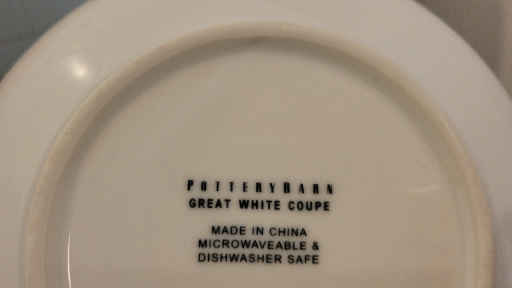 POTTERYBARN
GREAT WHITE COUPE
MADE IN CHINA
MICROWAVEABLE &
DISHWASHER SAFE